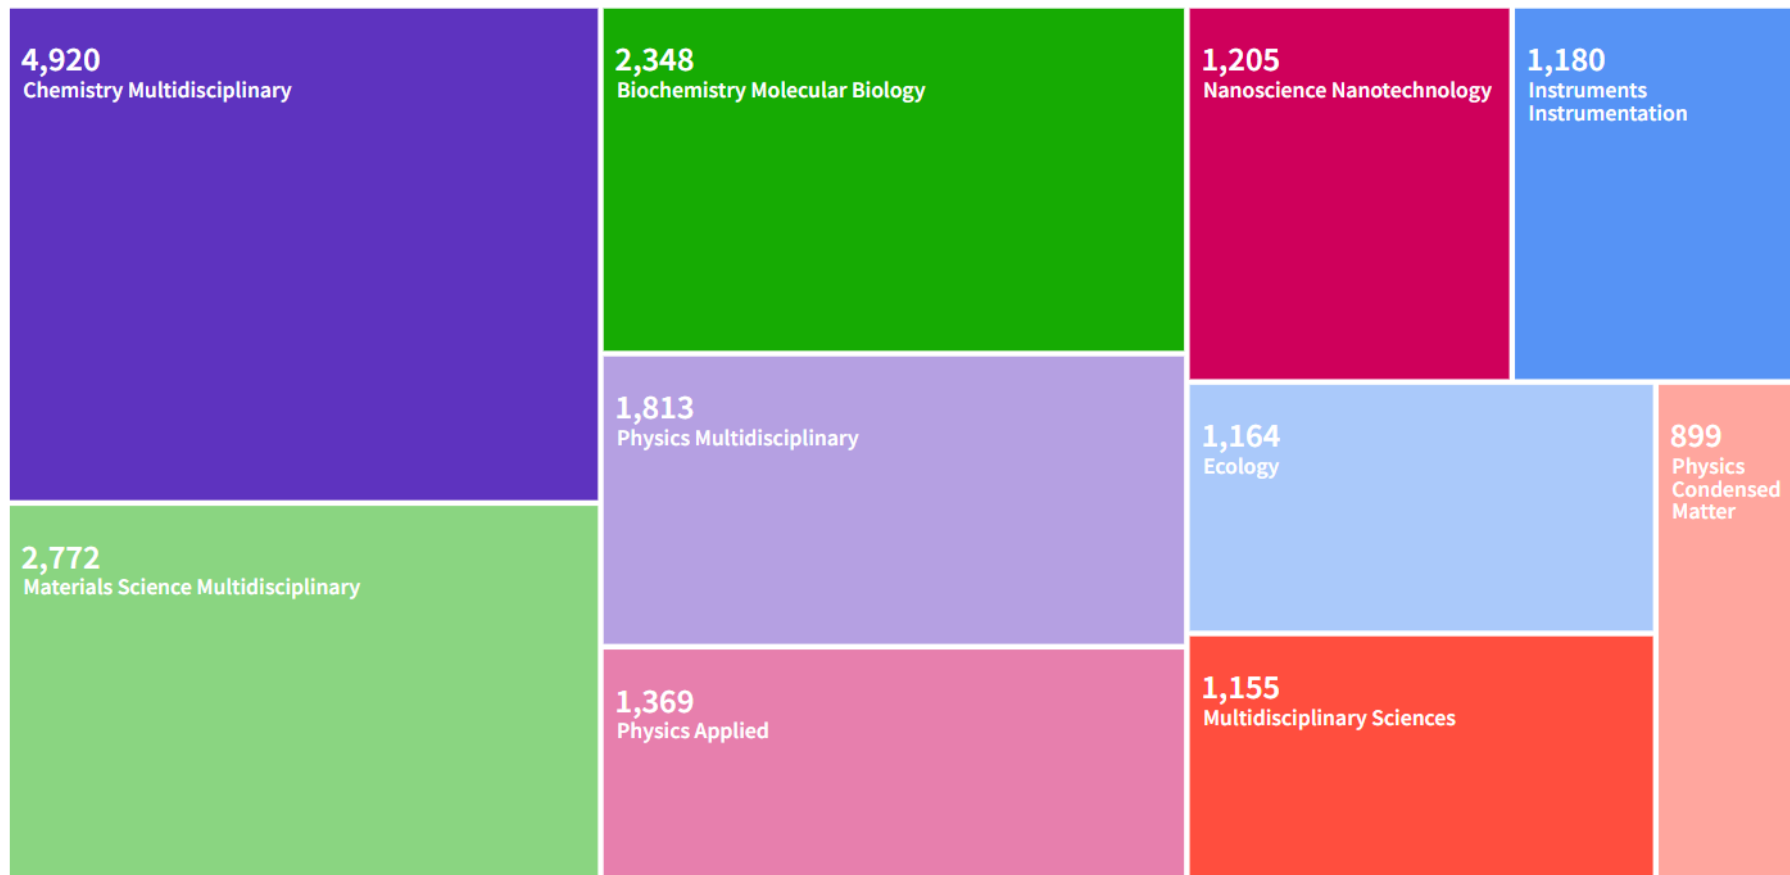 4,920
Chemistry Multidisciplinary
2,772
Materials Science Multidisciplinary
2,348
Biochemistry Molecular Biology
1,813
Physics Multidisciplinary
1,369
Physics Applied
1,205
Nanoscience Nanotechnology
1,180
Instruments
Instrumentation
1,164
Ecology
1,155
Multidisciplinary Sciences
899
Physics
Condensed
Matter